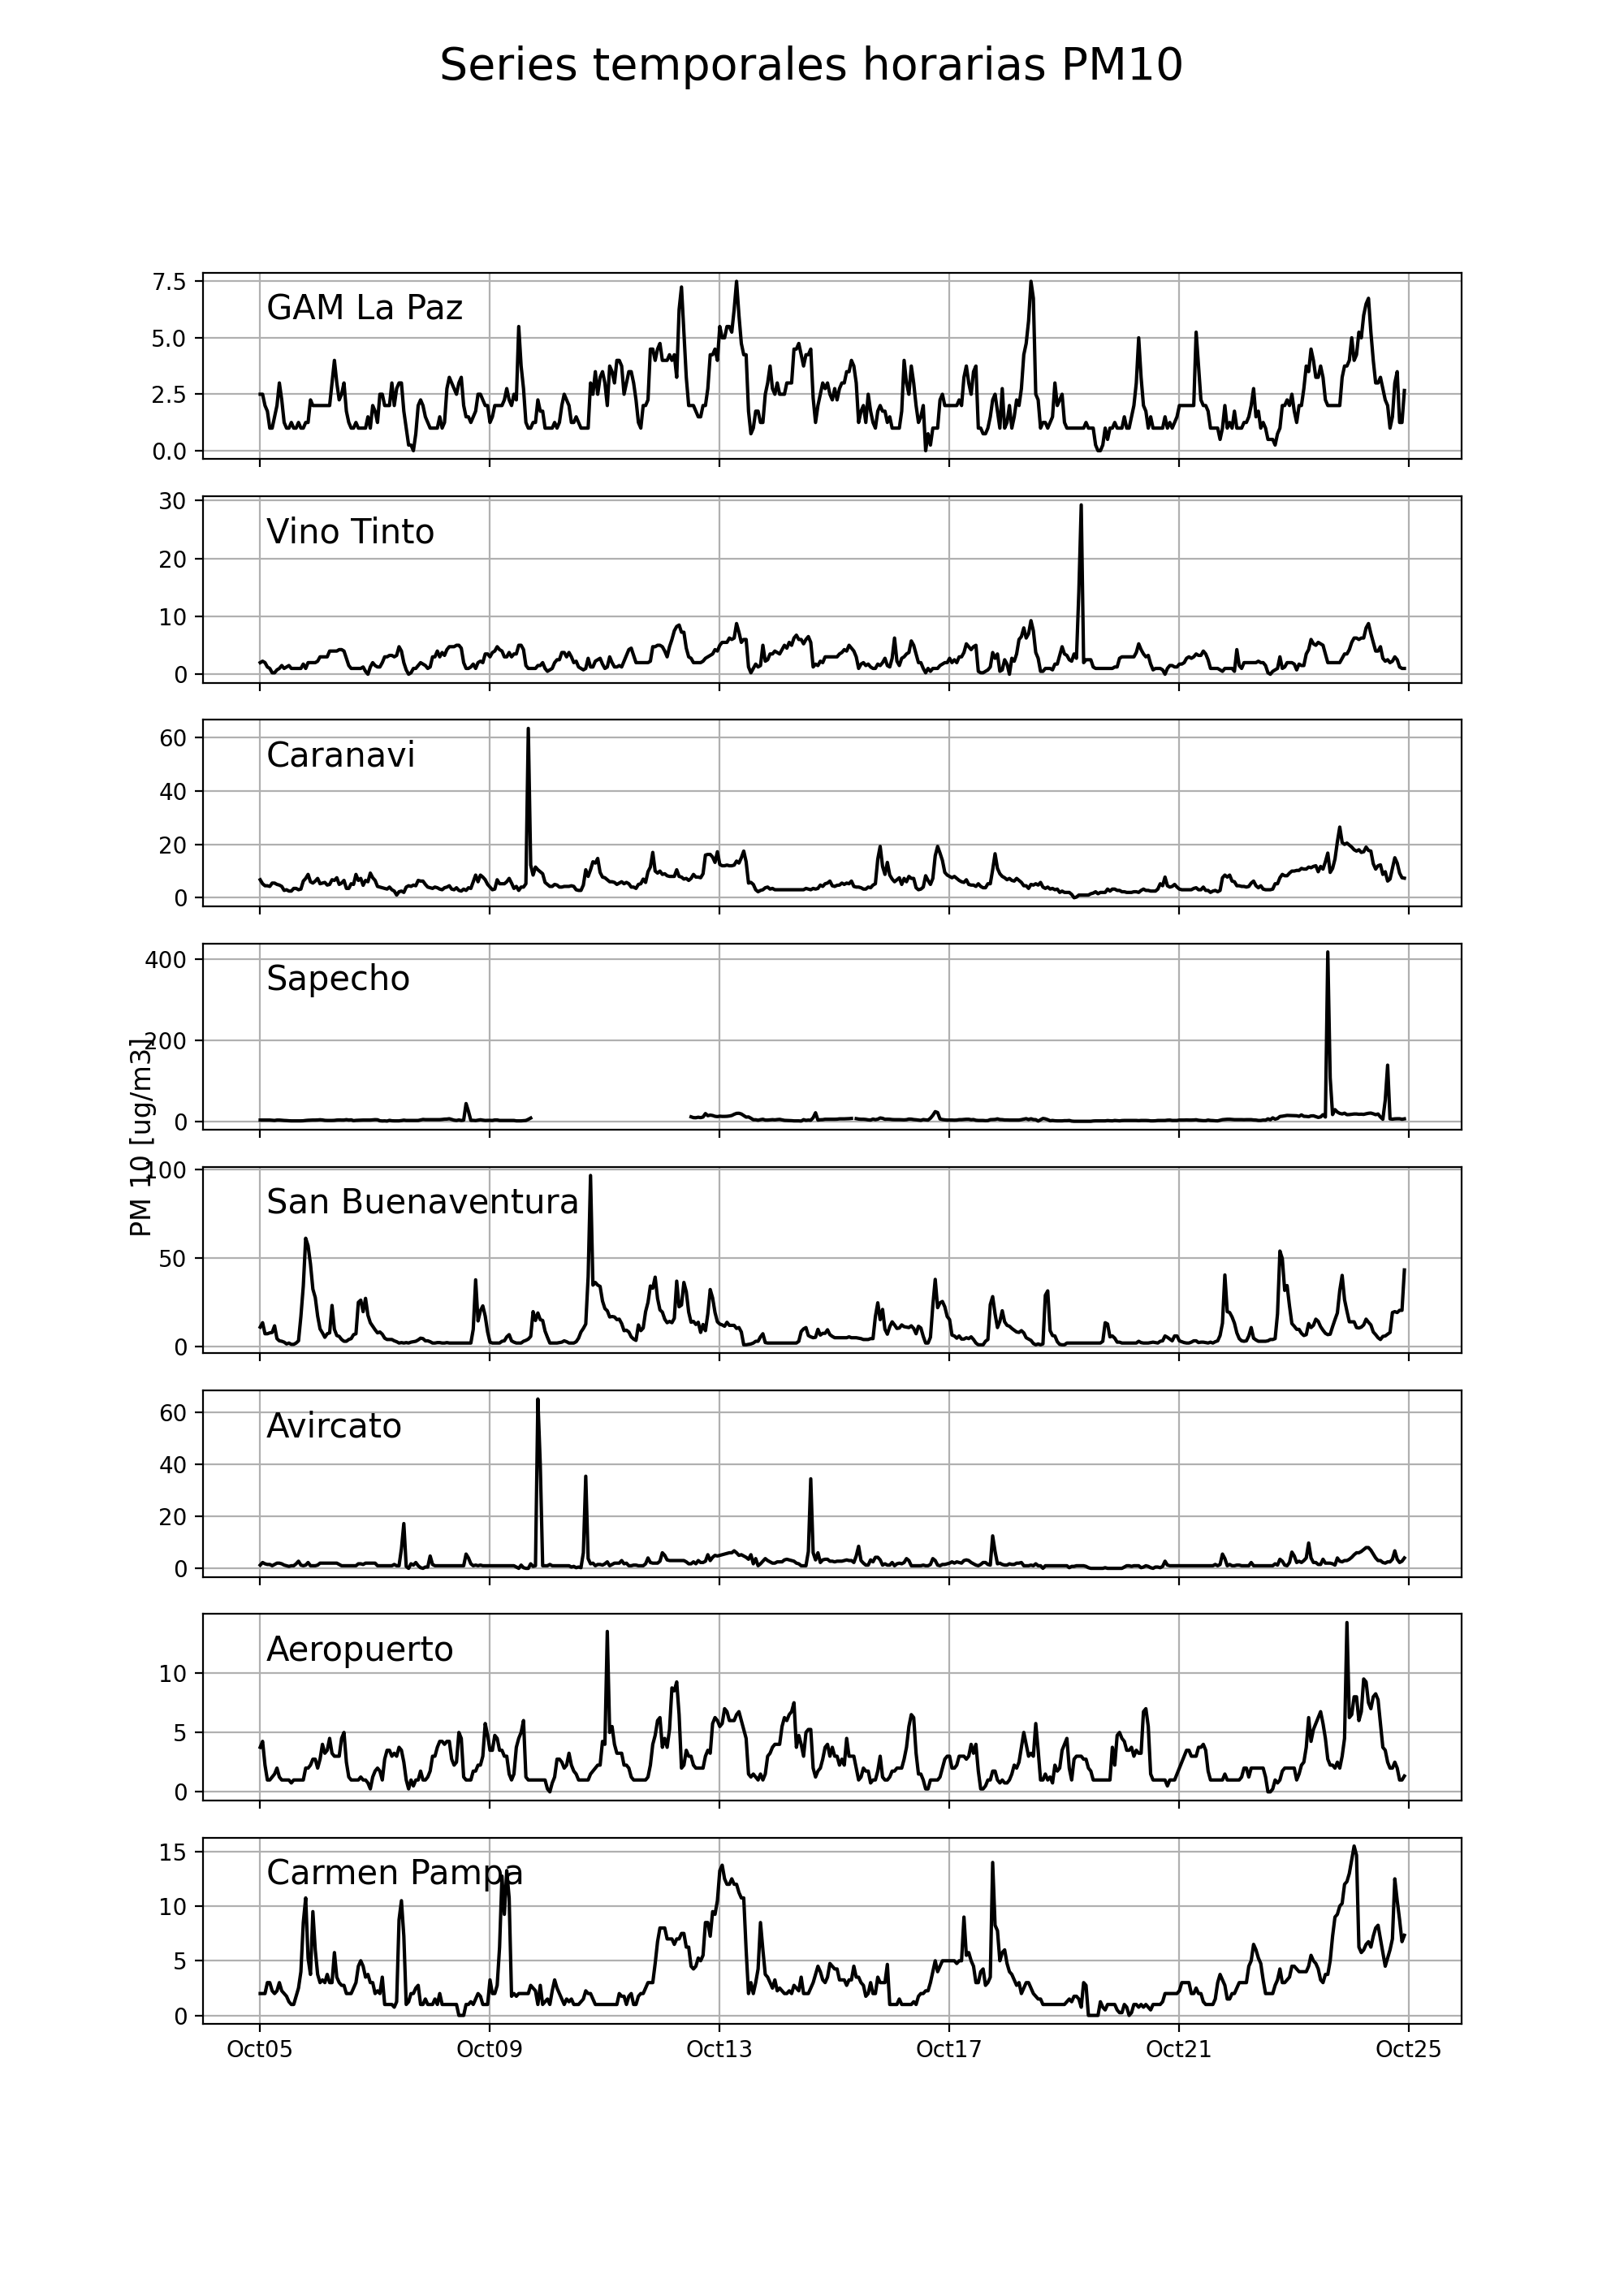 Series temporales horarias PM10
7.5
5.0
2.5
0.0
GAM La Paz
30
20
10
0
Vino Tinto
60
40
20
0
Caranavi
400
200
0
Sapecho
PM 10 [ug/m3]
100
50
0
San Buenaventura
60
40
20
0
Avircato
10
5
0
Aeropuerto
15
10
5
0
Carmen Pampa
Oct05 Oct09 Oct13 Oct17 Oct21 Oct25